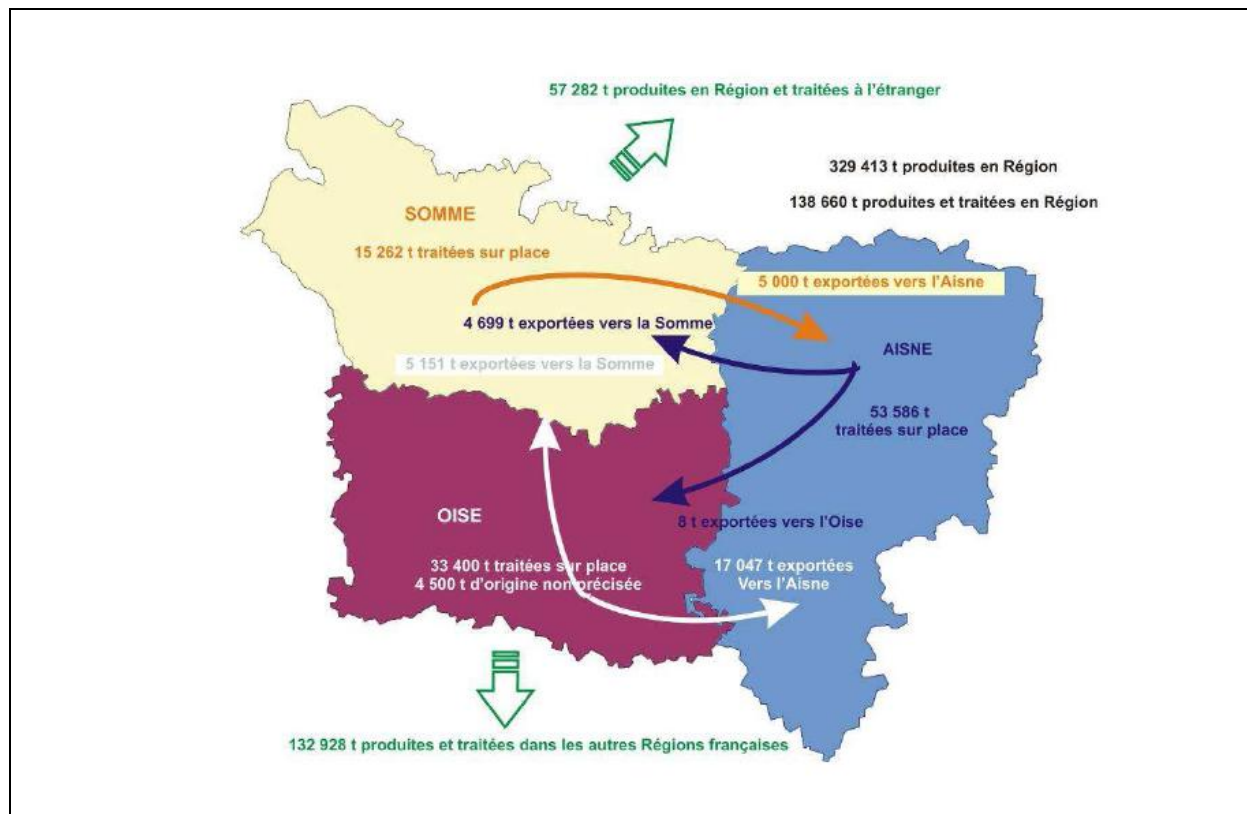 57 282 t produites en Région et traitées à l'étranger
329 413 t produites en Région
138 660 t produites et traitées en Région
SOMME
15 262 t traitées sur place
5 000 t exportées vers l'Aisne
4 699 t exportées vers la Somme
5 151 t exportées vers la Somme
AISNE
53 586 t
traitées sur place
OISE
8 t exportées vers l'Oise
33 400 t traitées sur place
4 500 t d'origine non précisée
17 047 t exportées
Vers l'Aisne
132 928 t produites et traitées dans les autres Régions françaises